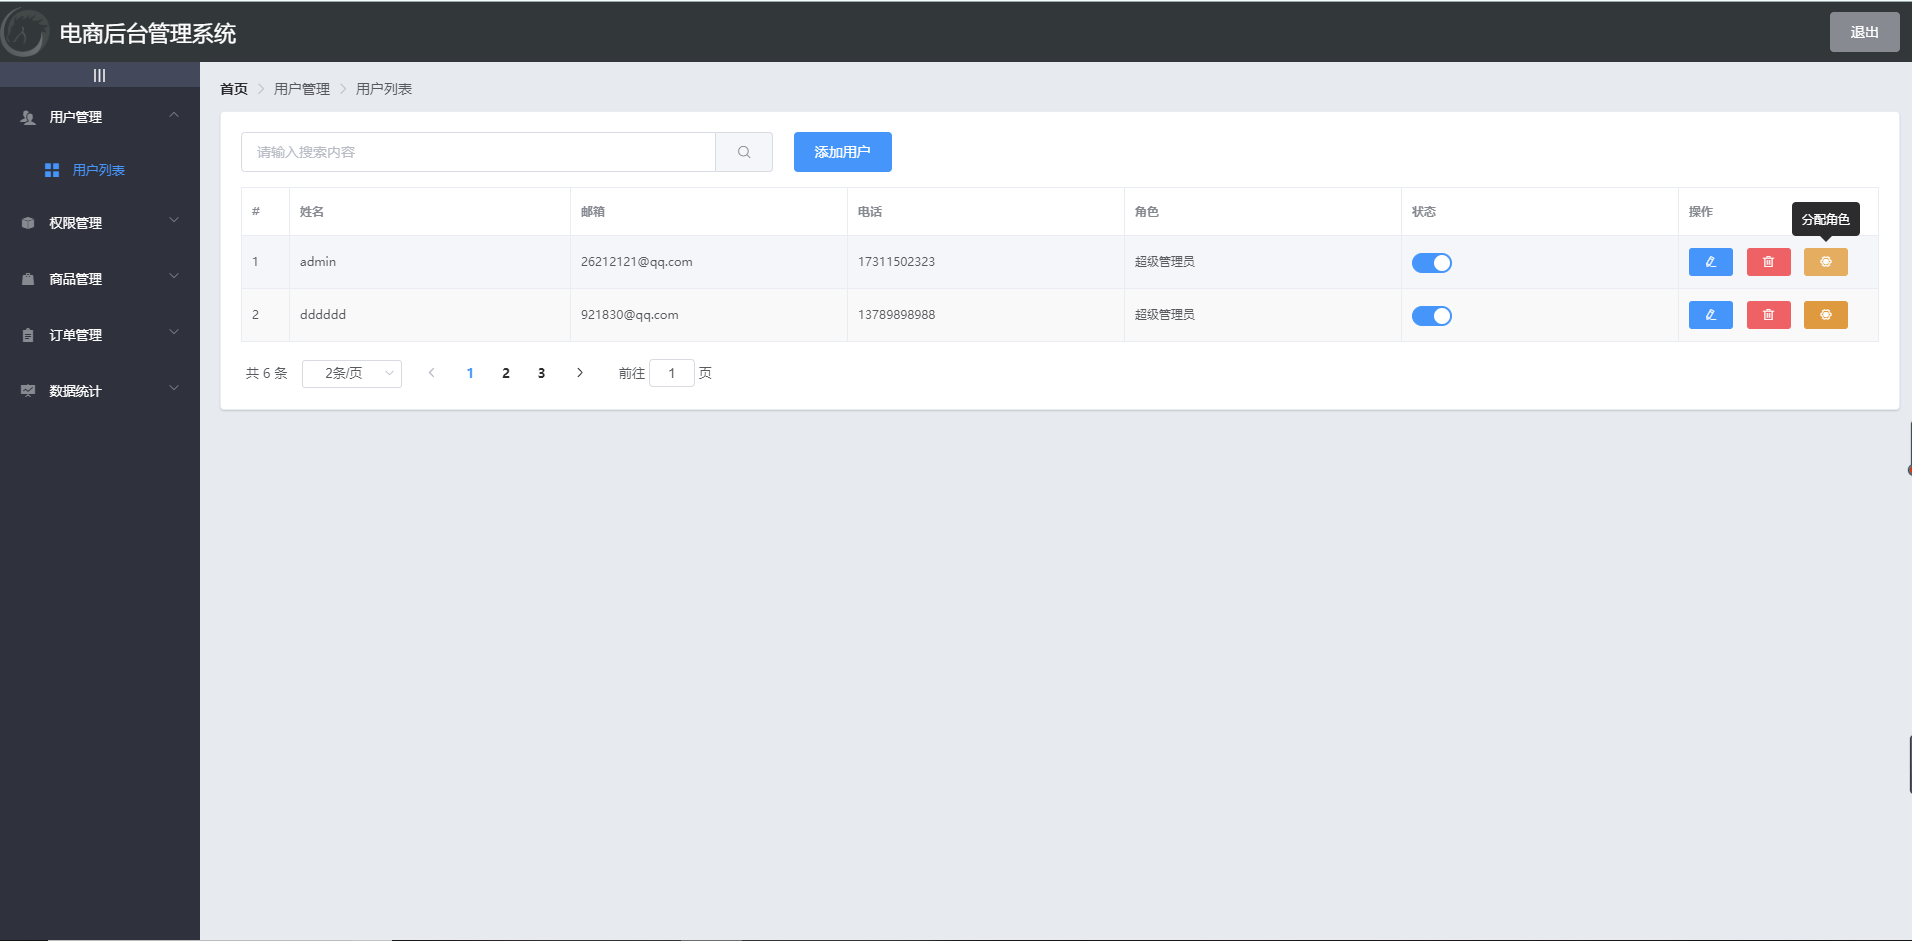 电商后台管理系统
退出
用户管理
用户列表
权限管理
商品管理
订单管理
数据统计
首页 用户管理 用户列表
请输入搜索内容
添加用户
# 姓名 邮箱 电话 角色 状态 操作
分配角色
1 admin 26212121@qq.com 17311502323 超级管理员
2 dddddd 921830@qq.com 13789898988 超级管理员
共 6 条 2条/页 1 2 3 前往 1 页